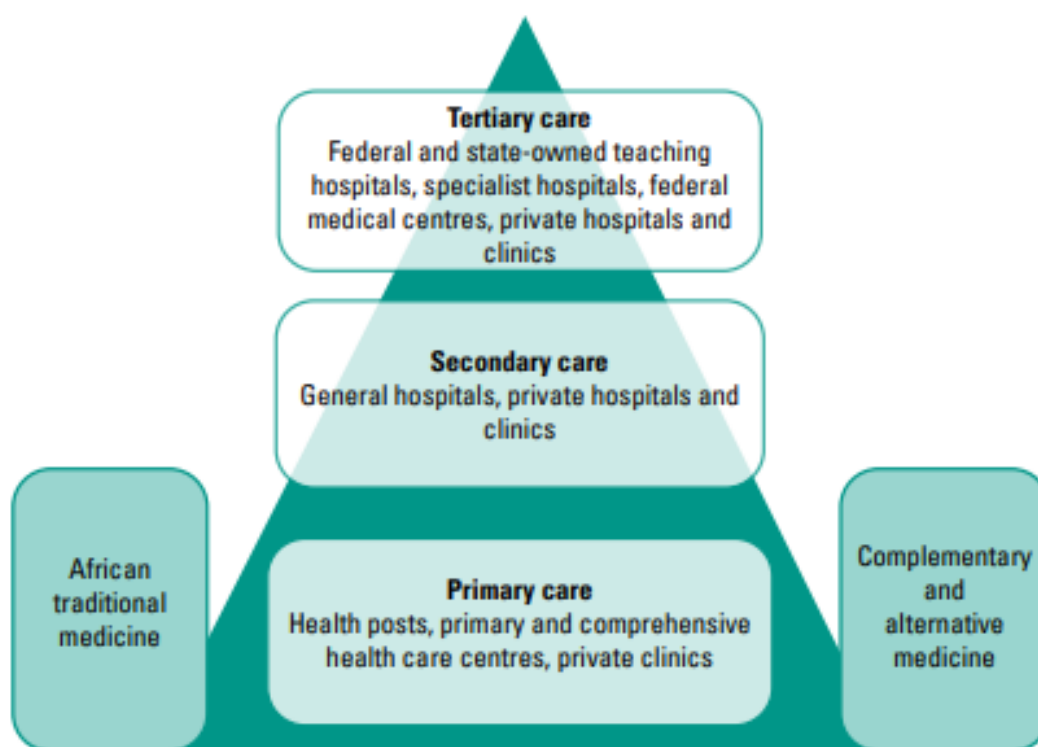 Tertiary care
Federal and state-owned teaching
hospitals, specialist hospitals, federal
medical centres, private hospitals and
clinics
Secondary care
General hospitals, private hospitals and
clinics
African
traditional
medicine
Primary care
Health posts, primary and comprehensive
health care centres, private clinics
Complementary
and
alternative
medicine